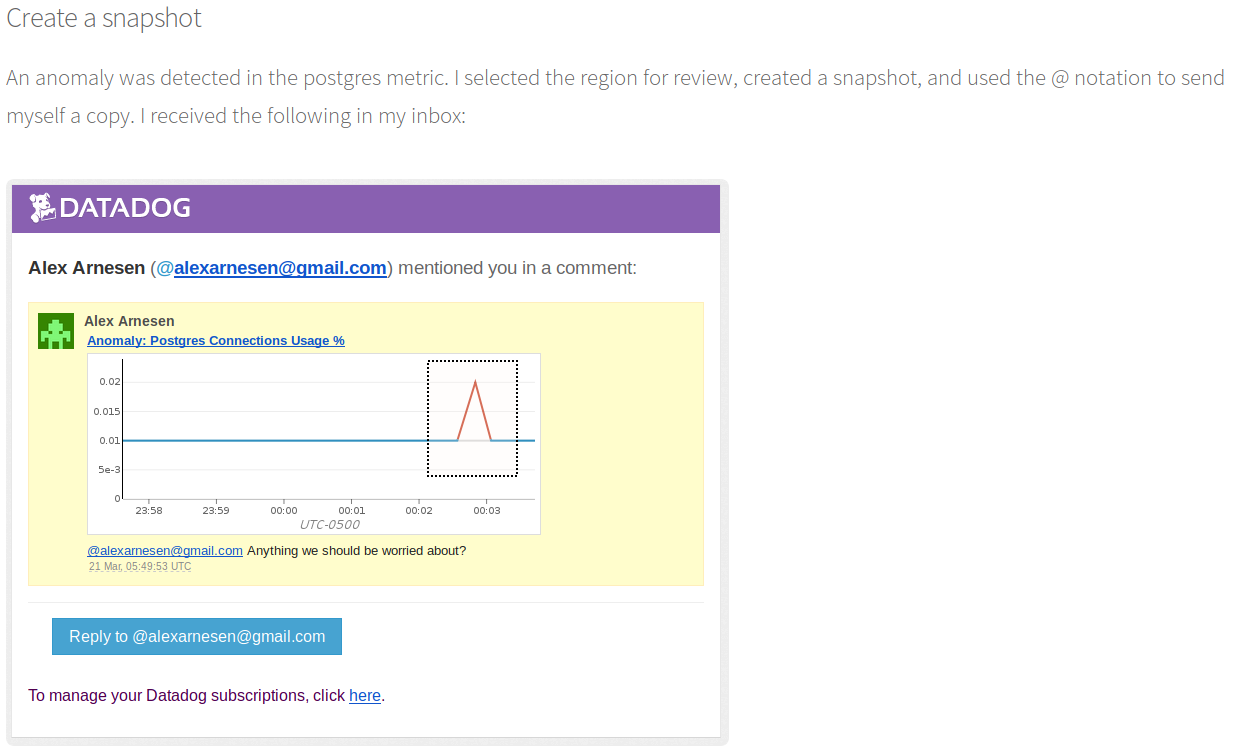 Create a snapshot
An anomaly was detected in the postgres metric. I selected the region for review, created a snapshot, and used the @ notation to send
myself a copy. I received the following in my inbox:
DATADOG
Alex Arnesen (@alexarnesen@gmail.com) mentioned you in a comment:
Alex Arnesen
Anomaly: Postgres Connections Usage %
0.02
0.015
0.01
5e-3
0
23:58 23:59 00:00 00:01 00:02 00:03
UTC-0500
@alexarnesen@gmail.com Anything we should be worried about?
21 Mar, 05:49:53 UTC
Reply to @alexarnesen@gmail.com
To manage your Datadog subscriptions, click here.